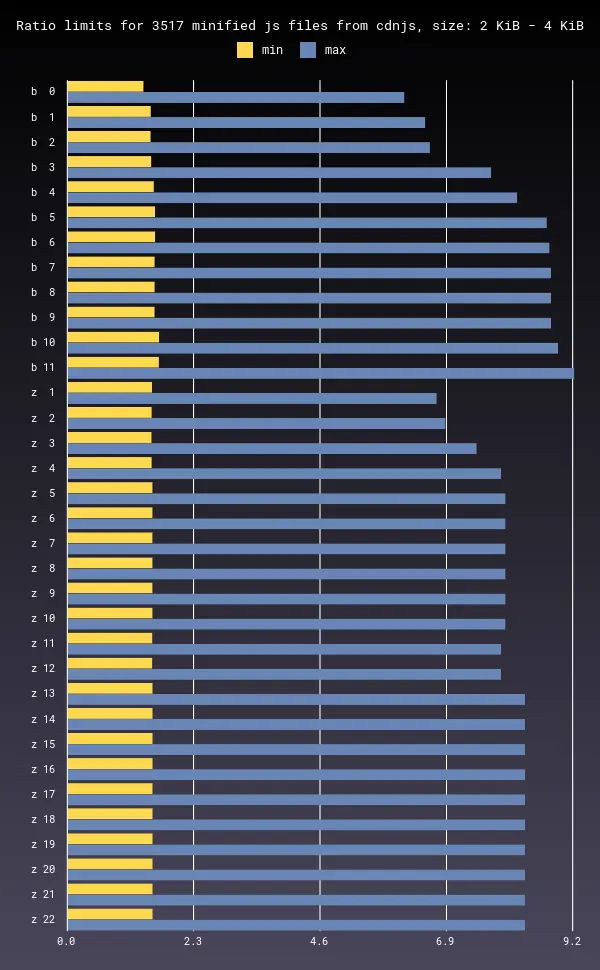 Ratio limits for 3517 minified js files from cdnjs, size: 2 KiB - 4 KiB
min max
b 0
b 1
b 2
b 3
b 4
b 5
b 6
b 7
b 8
b 9
b 10
b 11
z 1
z 2
z 3
z 4
z 5
z 6
z 7
z 8
z 9
z 10
z 11
z 12
z 13
z 14
z 15
z 16
z 17
z 18
z 19
z 20
z 21
z 22
0.0 2.3 4.6 6.9 9.2